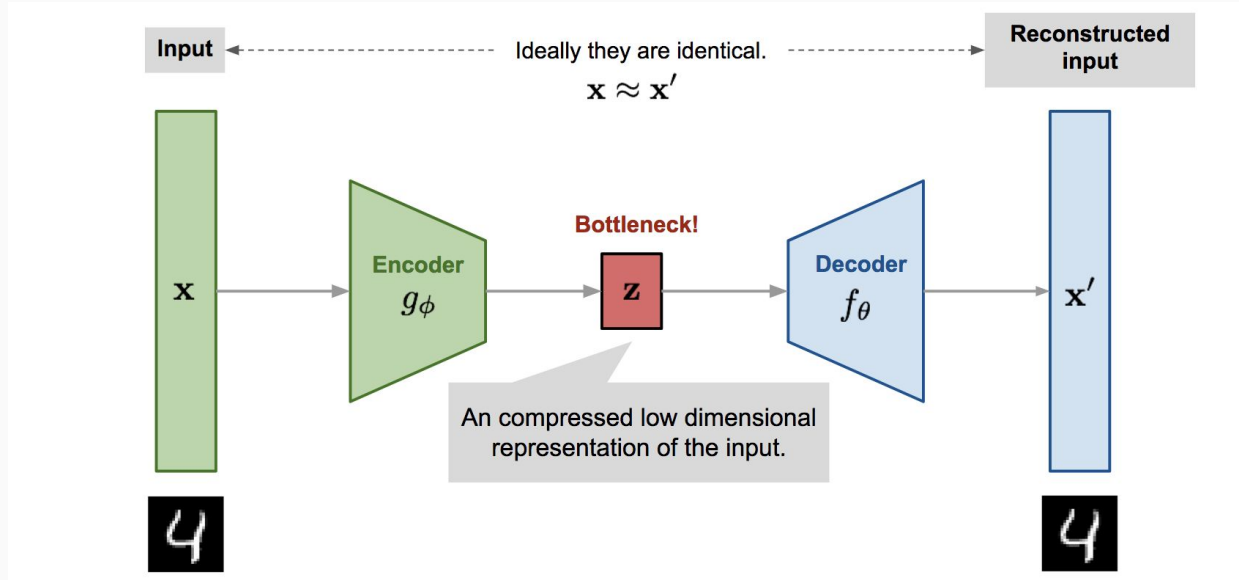 Input
Ideally they are identical.
x ≈ x′
Reconstructed
input
Bottleneck!
x
Encoder
gϕ
z
Decoder
fθ
x′
An compressed low dimensional
representation of the input.
4
4